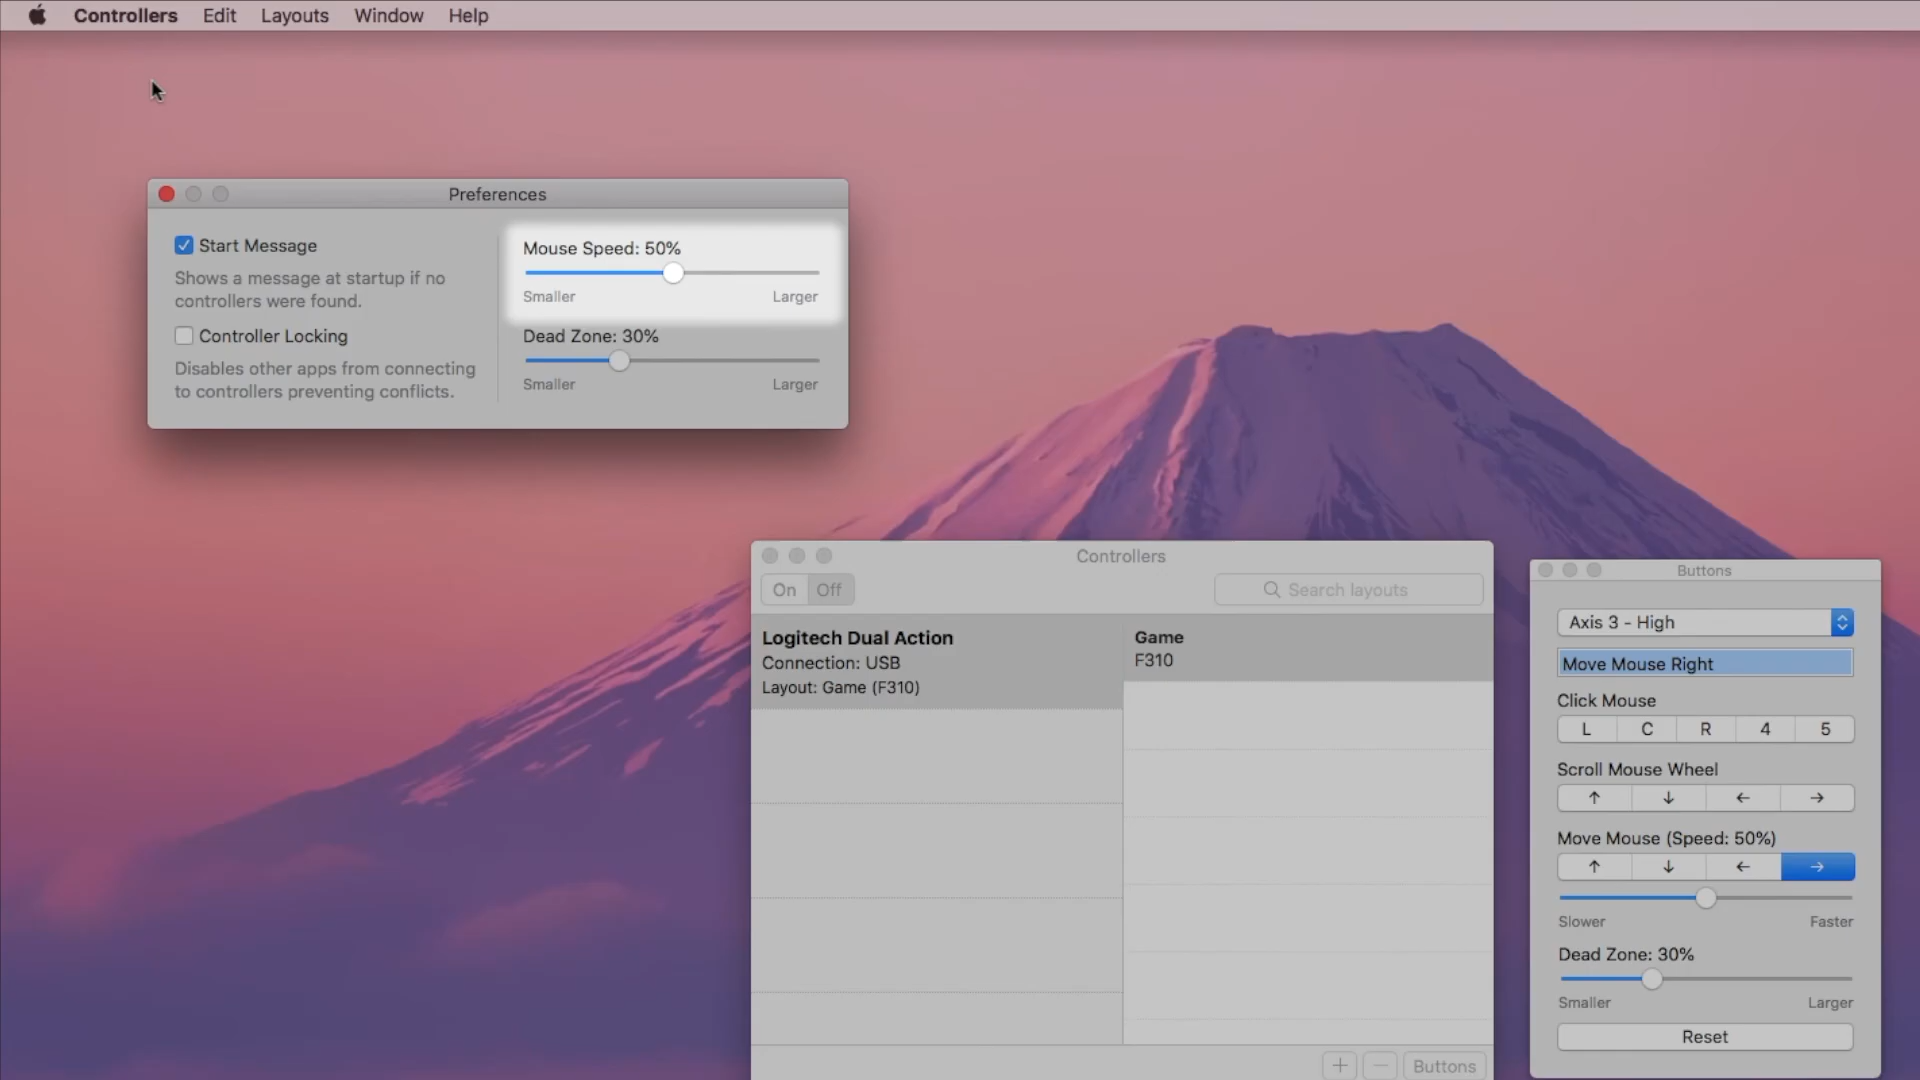 Controllers Edit Layouts Window Help
Preferences
Start Message
Shows a message at startup if no
controllers were found.
Controller Locking
Disables other apps from connecting
to controllers preventing conflicts.
Mouse Speed: 50%
Smaller Larger
Dead Zone: 30%
Smaller Larger
Controllers
On Off
Search layouts
Logitech Dual Action
Connection: USB
Layout: Game (F310)
Game
F310
+ − Buttons
Buttons
Axis 3 - High
Move Mouse Right
Click Mouse
L C R 4 5
Scroll Mouse Wheel
↑ ↓ ← →
Move Mouse (Speed: 50%)
↑ ↓ ← →
Slower Faster
Dead Zone: 30%
Smaller Larger
Reset